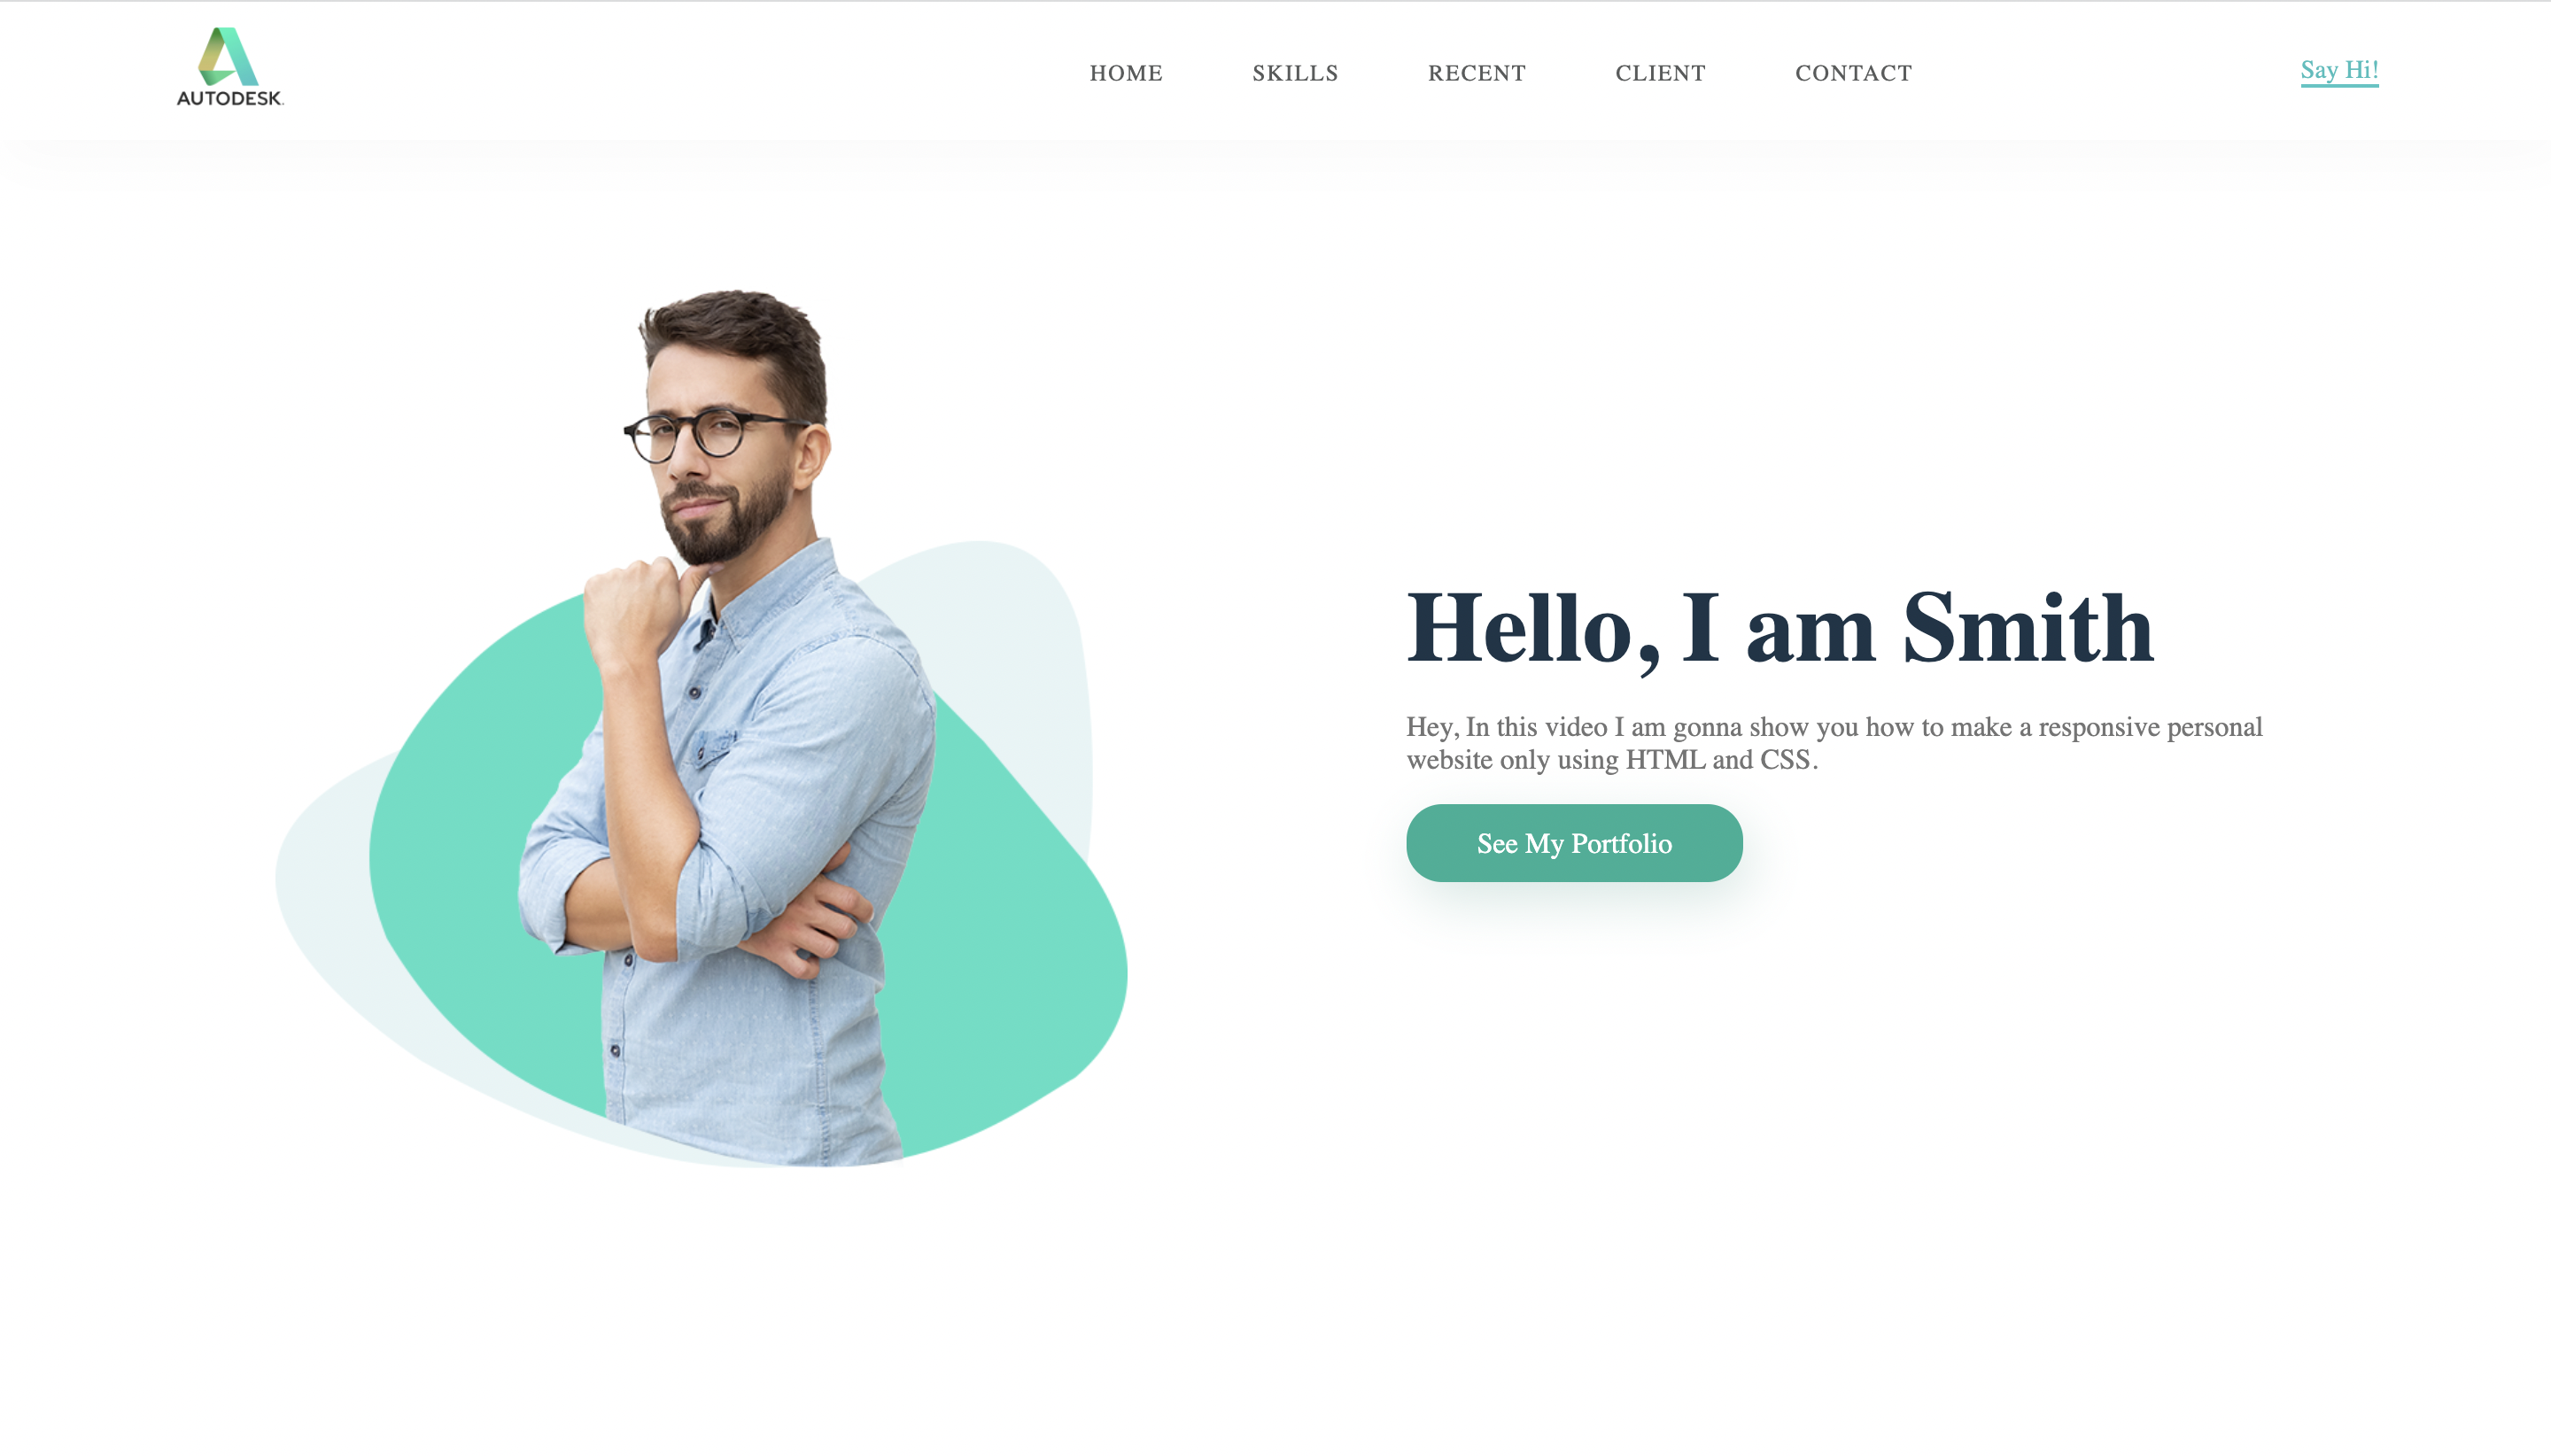 AUTODESK.
HOME
SKILLS
RECENT
CLIENT
CONTACT
Say Hi!
Hello, I am Smith
Hey, In this video I am gonna show you how to make a responsive personal
website only using HTML and CSS.
See My Portfolio